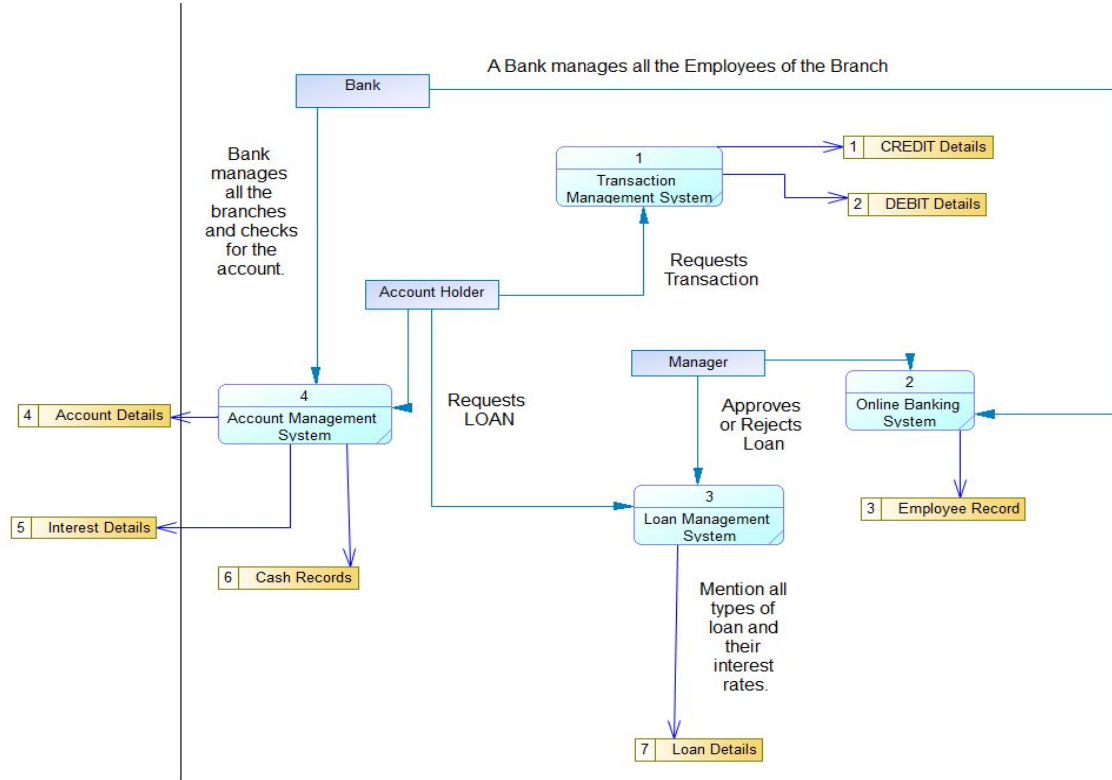 A Bank manages all the Employees of the Branch
Bank
Bank
manages
all the
branches
and checks
for the
account.
1
Transaction
Management System
1 CREDIT Details
2 DEBIT Details
Requests
Transaction
Account Holder
Manager
2
Online Banking
System
4
Account Management
System
4 Account Details
Requests
LOAN
Approves
or Rejects
Loan
3
Loan Management
System
3 Employee Record
5 Interest Details
6 Cash Records
Mention all
types of
loan and
their
interest
rates.
7 Loan Details